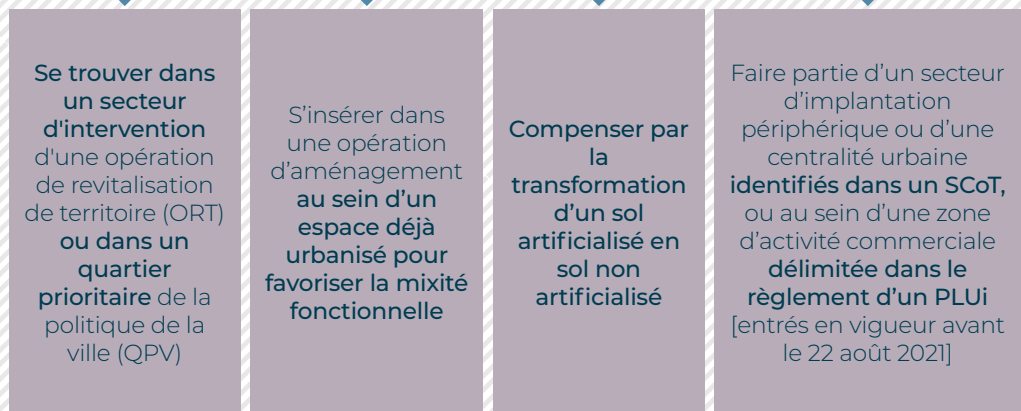 Se trouver dans
un secteur
d'intervention
d'une opération
de revitalisation
de territoire (ORT)
ou dans un
quartier
prioritaire de la
politique de la
ville (QPV)
S’insérer dans
une opération
d’aménagement
au sein d’un
espace déjà
urbanisé pour
favoriser la mixité
fonctionnelle
Compenser par
la
transformation
d’un sol
artificialisé en
sol non
artificialisé
Faire partie d’un secteur
d’implantation
périphérique ou d’une
centralité urbaine
identifiés dans un SCoT,
ou au sein d’une zone
d’activité commerciale
délimitée dans le
règlement d’un PLUi
[entrés en vigueur avant
le 22 août 2021]